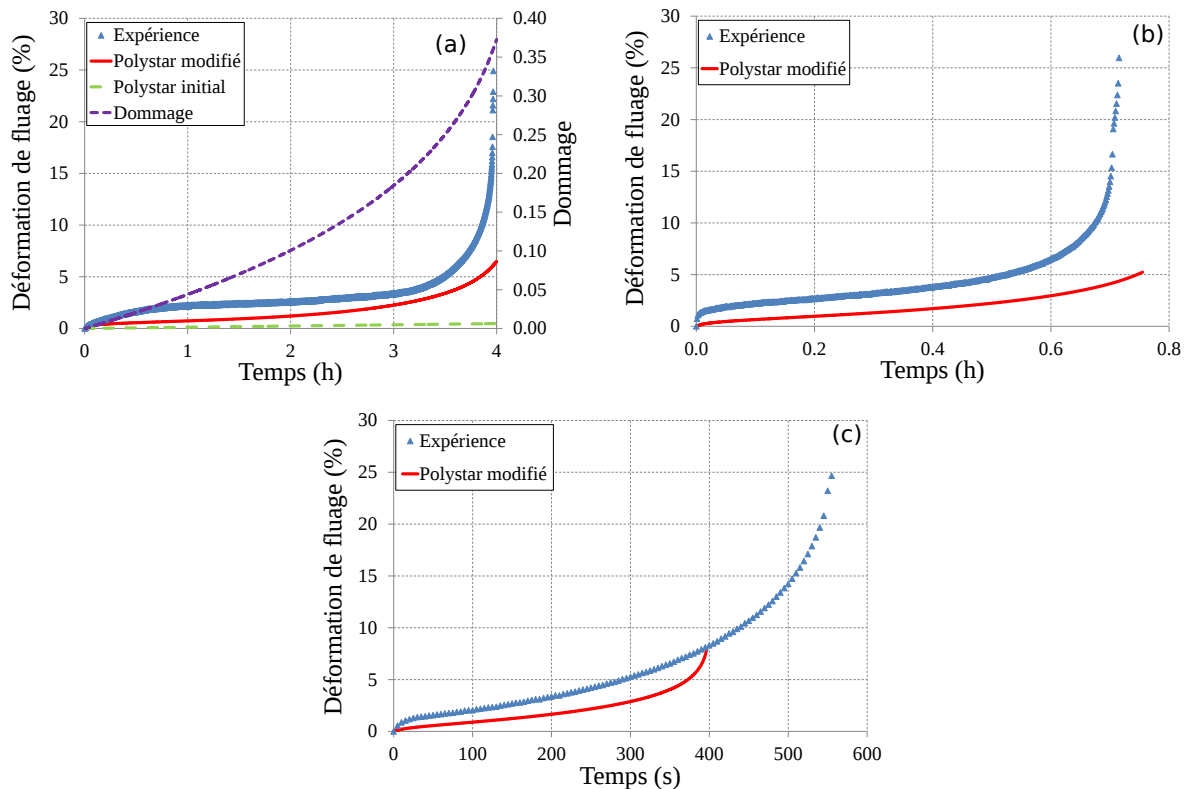 (a)
Expérience
Polystar modifié
Polystar initial
Dommage
Déformation de fluage (%)
30
25
20
15
10
5
0
0.40
0.35
0.30
0.25
0.20
0.15
0.10
0.05
0.00
Dommage
0 1 2 3 4
Temps (h)
(b)
Expérience
Polystar modifié
Déformation de fluage (%)
30
25
20
15
10
5
0
0.0 0.2 0.4 0.6 0.8
Temps (h)
(c)
Expérience
Polystar modifié
Déformation de fluage (%)
30
25
20
15
10
5
0
0 100 200 300 400 500 600
Temps (s)